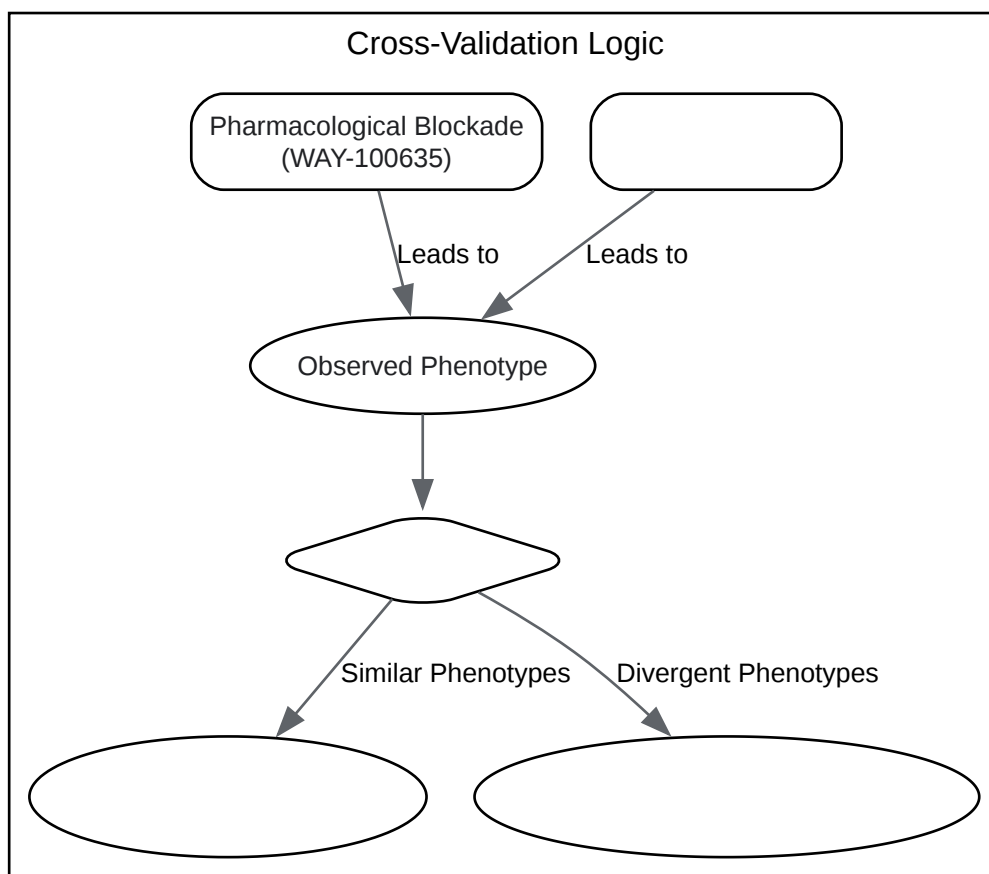 Cross-Validation Logic
Pharmacological Blockade
(WAY-100635)
Leads to
Leads to
Observed Phenotype
Similar Phenotypes
Divergent Phenotypes